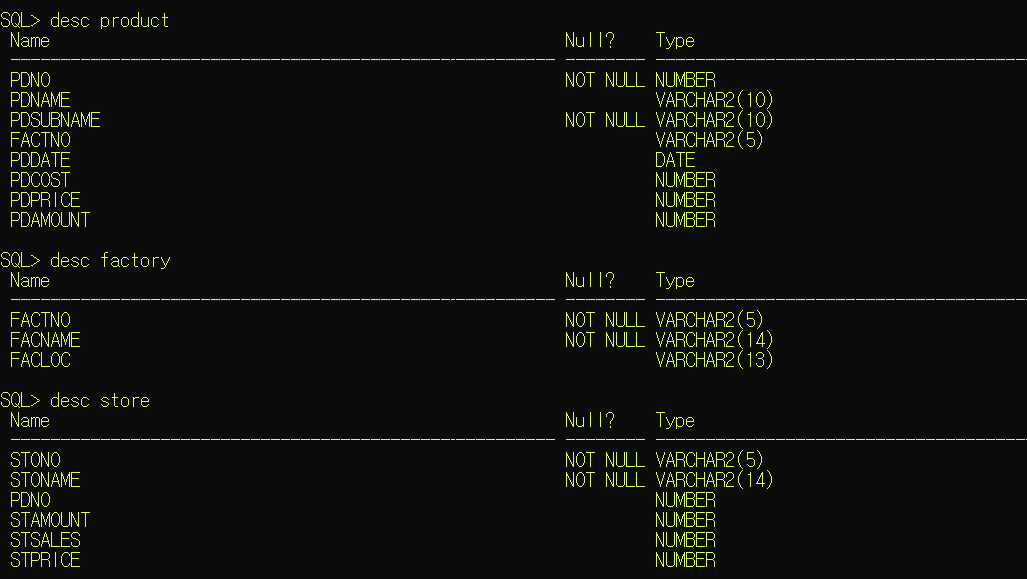 SQL> desc product
Name Null? Type
------------------------------------------------------- -------- --------------------------------------
PDNO NOT NULL NUMBER
PDNAME VARCHAR2(10)
PDSUBNAME NOT NULL VARCHAR2(10)
FACTNO VARCHAR2(5)
PDDATE DATE
PDCOST NUMBER
PDPRICE NUMBER
PDAMOUNT NUMBER
SQL> desc factory
Name Null? Type
------------------------------------------------------- -------- --------------------------------------
FACTNO NOT NULL VARCHAR2(5)
FACNAME NOT NULL VARCHAR2(14)
FACLOC VARCHAR2(13)
SQL> desc store
Name Null? Type
------------------------------------------------------- -------- --------------------------------------
STONO NOT NULL VARCHAR2(5)
STONAME NOT NULL VARCHAR2(14)
PDNO NUMBER
STAMOUNT NUMBER
STSALES NUMBER
STPRICE NUMBER